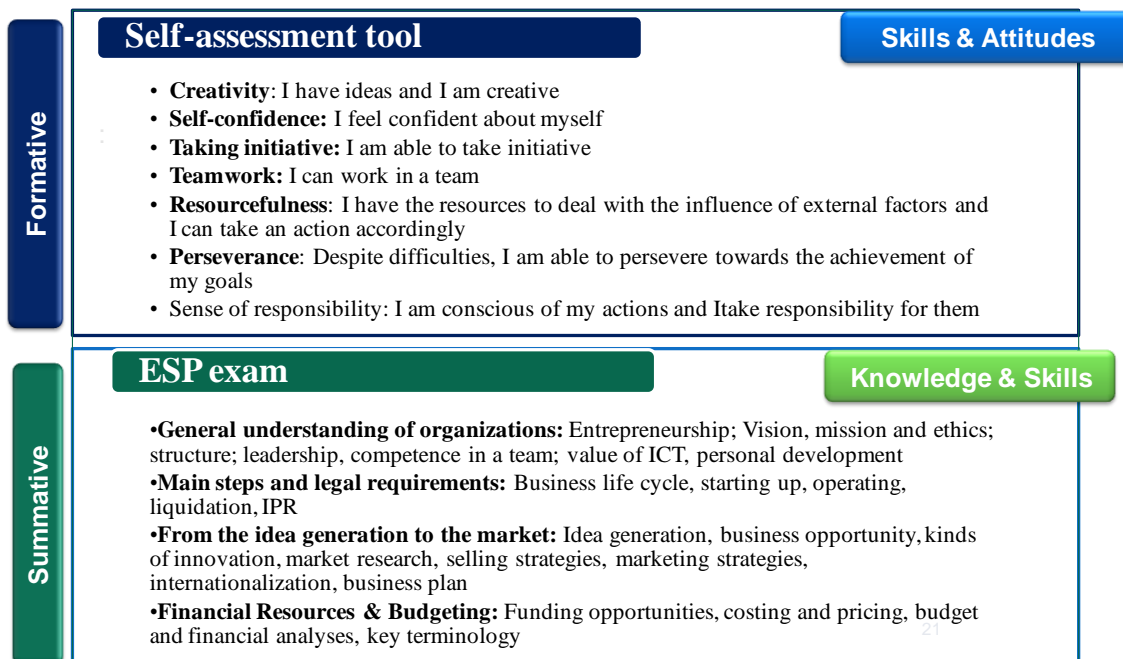 Self-assessment tool
Skills & Attitudes
Formative
• Creativity: I have ideas and I am creative
• Self-confidence: I feel confident about myself
• Taking initiative: I am able to take initiative
• Teamwork: I can work in a team
• Resourcefulness: I have the resources to deal with the influence of external factors and
I can take an action accordingly
• Perseverance: Despite difficulties, I am able to persevere towards the achievement of
my goals
• Sense of responsibility: I am conscious of my actions and Itake responsibility for them
:
ESP exam
Knowledge & Skills
Summative
•General understanding of organizations: Entrepreneurship; Vision, mission and ethics;
structure; leadership, competence in a team; value of ICT, personal development
•Main steps and legal requirements: Business life cycle, starting up, operating,
liquidation, IPR
•From the idea generation to the market: Idea generation, business opportunity, kinds
of innovation, market research, selling strategies, marketing strategies,
internationalization, business plan
•Financial Resources & Budgeting: Funding opportunities, costing and pricing, budget
and financial analyses, key terminology
21